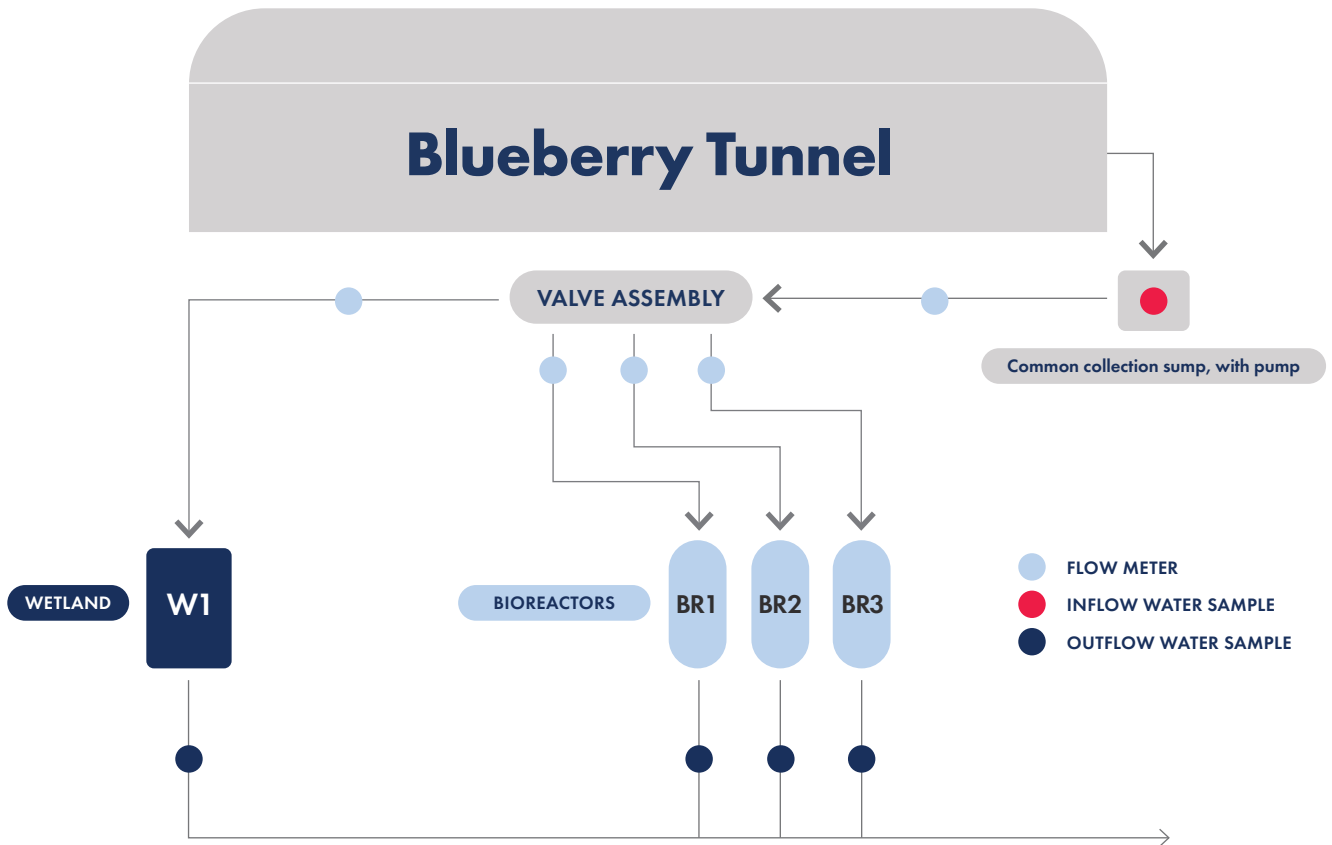 Blueberry Tunnel
VALVE ASSEMBLY
Common collection sump, with pump
WETLAND
W1
BIOREACTORS
BR1
BR2
BR3
FLOW METER
INFLOW WATER SAMPLE
OUTFLOW WATER SAMPLE